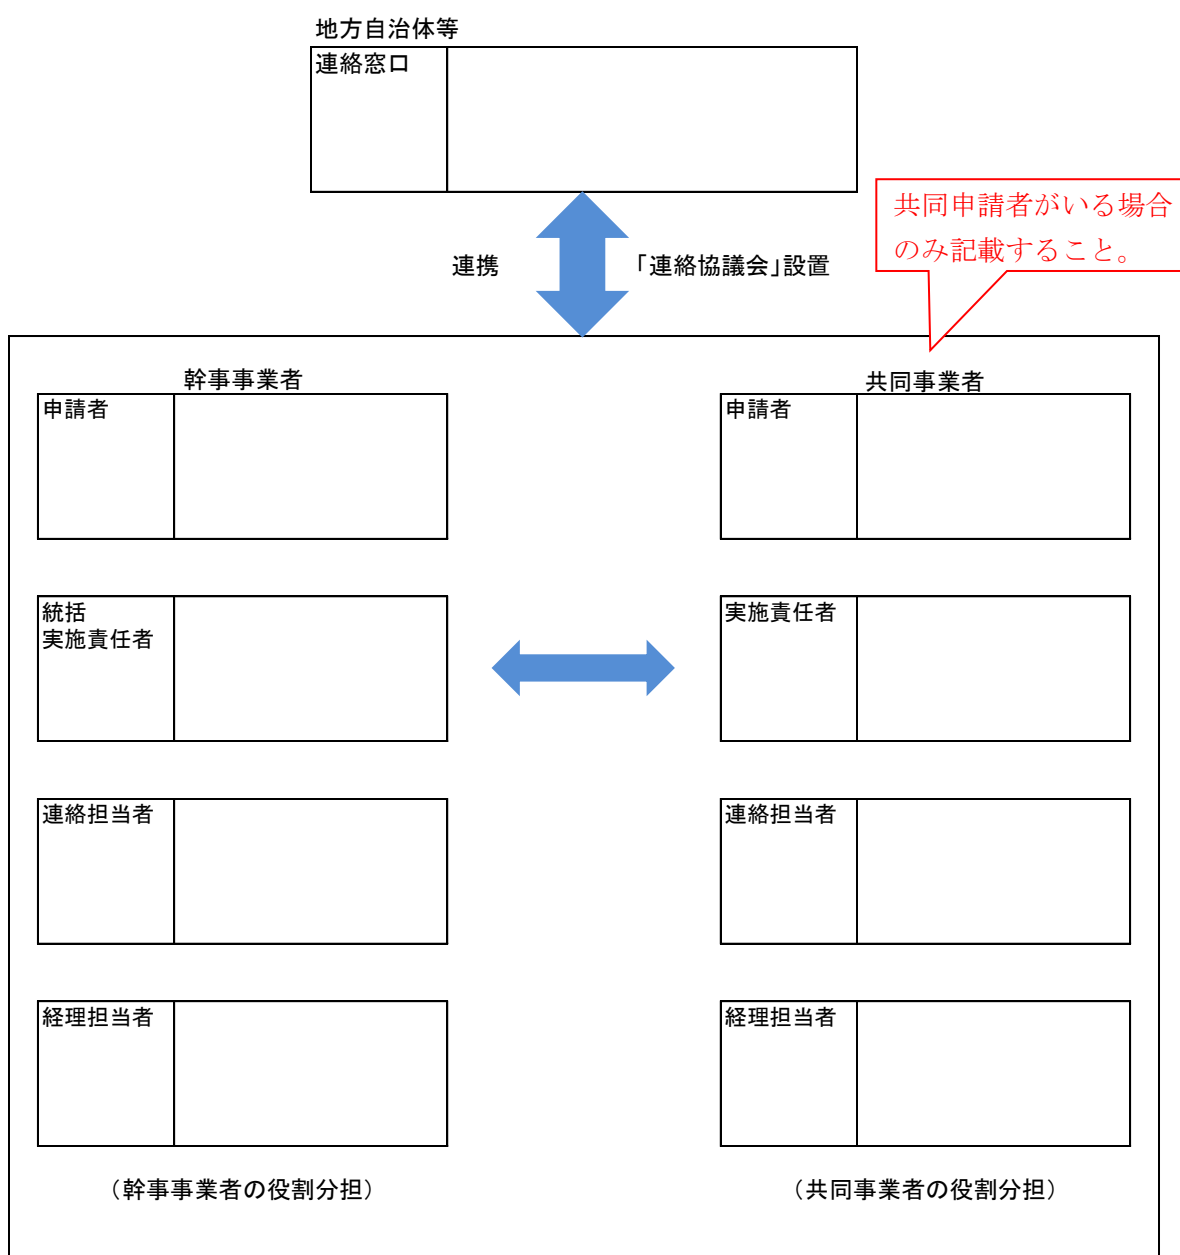 地方自治体等
連絡窓口
共同申請者がいる場合
のみ記載すること。
連携
「連絡協議会」設置
幹事事業者
共同事業者
申請者
申請者
統括
実施責任者
実施責任者
連絡担当者
連絡担当者
経理担当者
経理担当者
（幹事事業者の役割分担）
（共同事業者の役割分担）